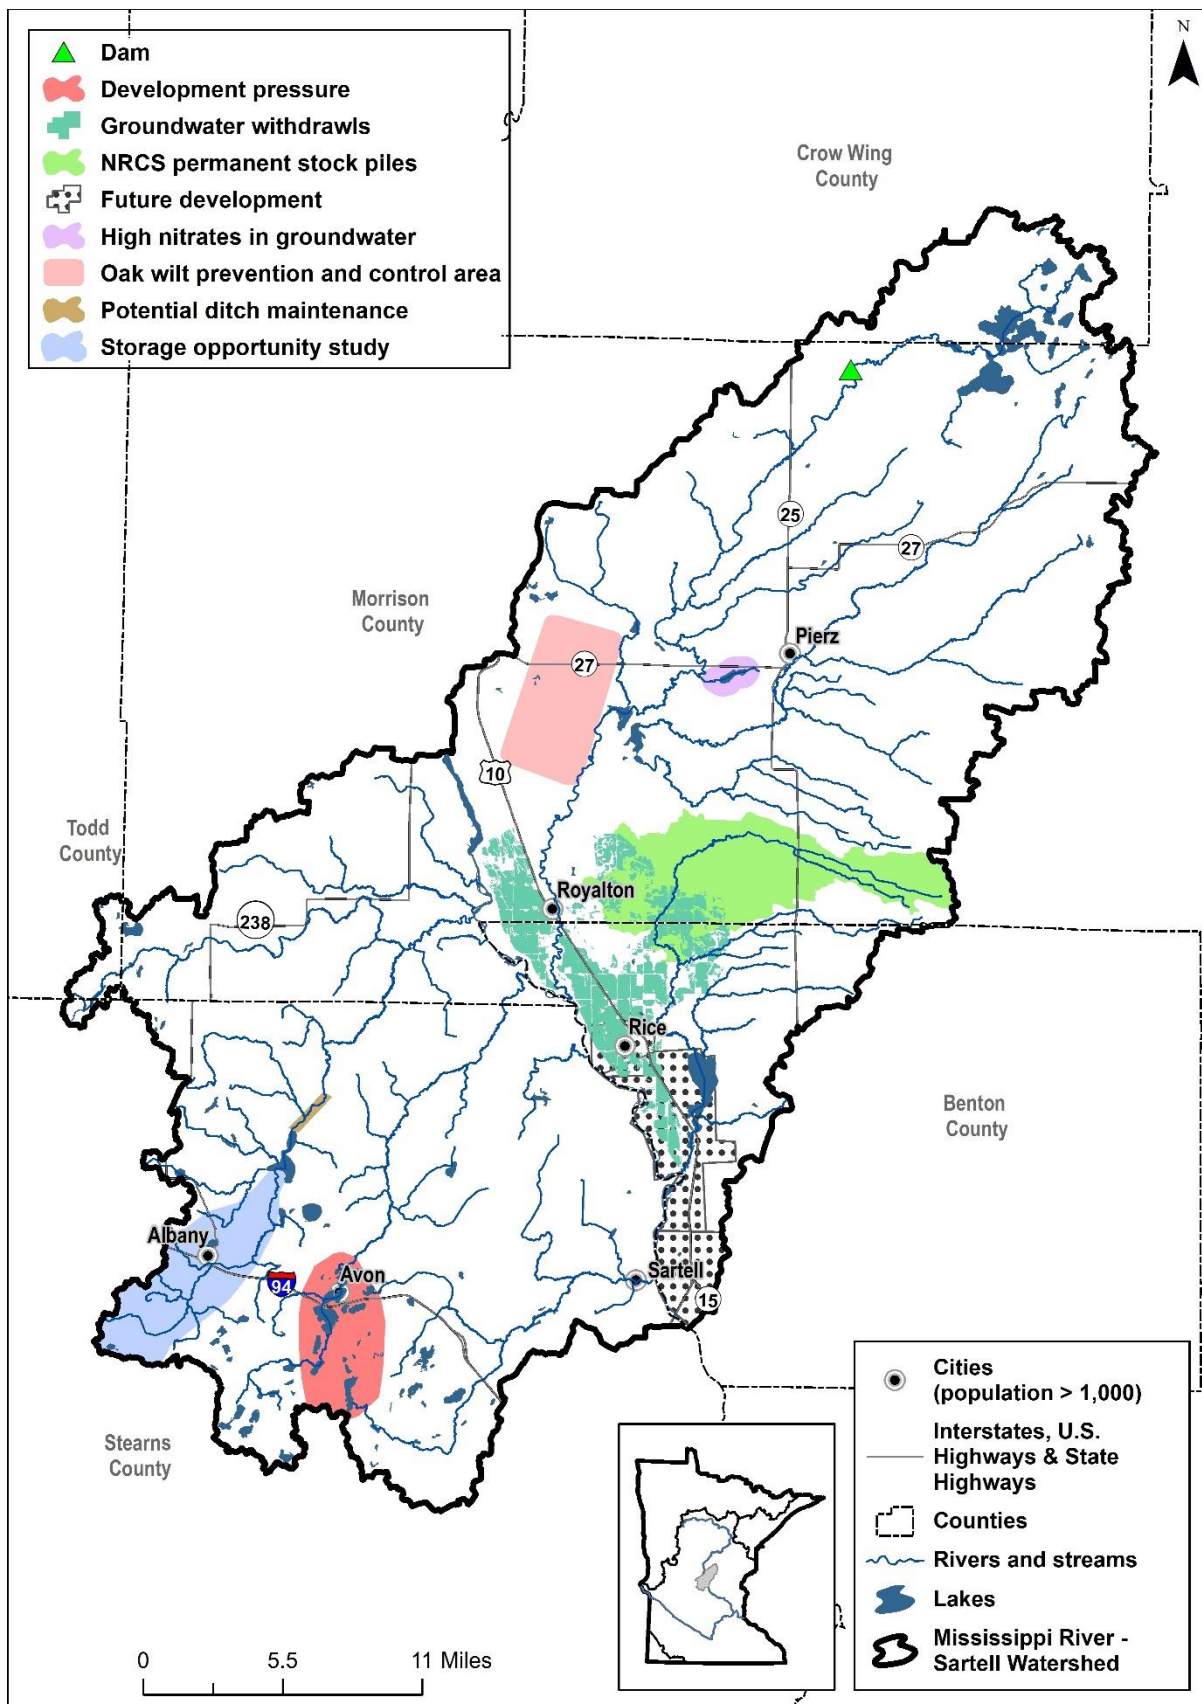 Dam
Development pressure
Groundwater withdrawls
NRCS permanent stock piles
Future development
High nitrates in groundwater
Oak wilt prevention and control area
Potential ditch maintenance
Storage opportunity study
N
Crow Wing
County
25
27
Morrison
County
Pierz
27
10
Todd
County
Royalton
238
Rice
Benton
County
Albany
Avon
94
Sartell
15
Stearns
County
Cities
(population > 1,000)
Interstates, U.S.
Highways & State
Highways
Counties
Rivers and streams
Lakes
Mississippi River -
Sartell Watershed
0 5.5 11 Miles